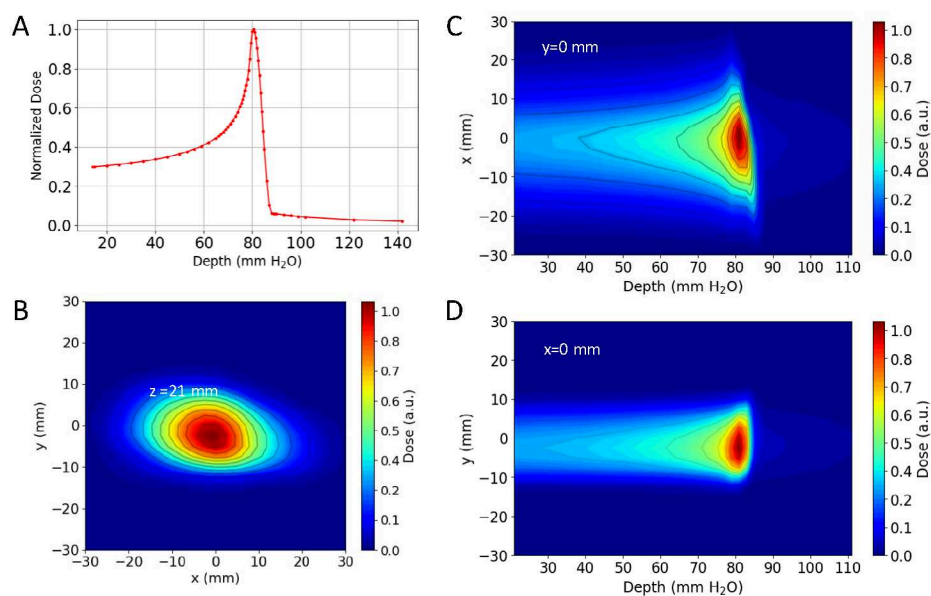 A
1.0
0.8
0.6
0.4
0.2
0.0
Normalized Dose
20 40 60 80 100 120 140
Depth (mm H₂O)
B
30
20
10
0
−10
−20
−30
y (mm)
z =21 mm
−30 −20 −10 0 10 20 30
x (mm)
1.0
0.9
0.8
0.7
0.6
0.5
0.4
0.3
0.2
0.1
0.0
Dose (a.u.)
C
30
20
10
0
−10
−20
−30
x (mm)
y=0 mm
30 40 50 60 70 80 90 100 110
Depth (mm H₂O)
1.0
0.9
0.8
0.7
0.6
0.5
0.4
0.3
0.2
0.1
0.0
Dose (a.u.)
D
30
20
10
0
−10
−20
−30
y (mm)
x=0 mm
30 40 50 60 70 80 90 100 110
Depth (mm H₂O)
1.0
0.9
0.8
0.7
0.6
0.5
0.4
0.3
0.2
0.1
0.0
Dose (a.u.)